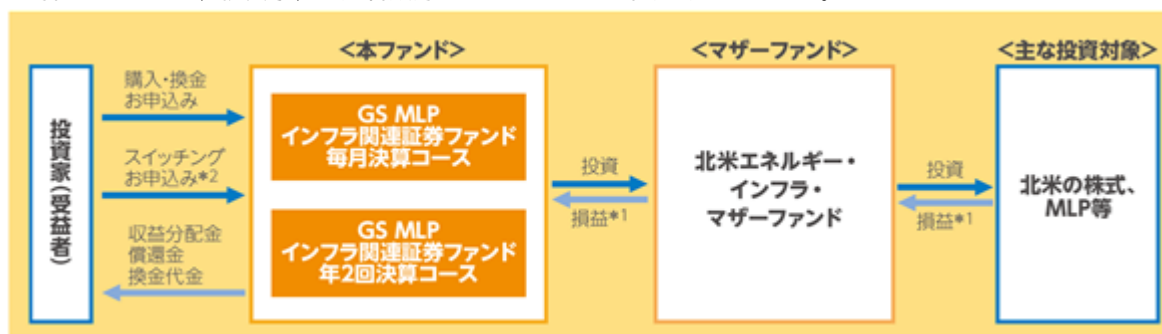 <本ファンド>
<マザーファンド>
<主な投資対象>
投資家(受益者)
購入・換金
お申込み
スイッチング
お申込み*2
収益分配金
償還金
換金代金
GS MLP
インフラ関連証券ファンド
毎月決算コース
GS MLP
インフラ関連証券ファンド
年2回決算コース
投資
損益*1
北米エネルギー・
インフラ・
マザーファンド
投資
損益*1
北米の株式、
MLP等